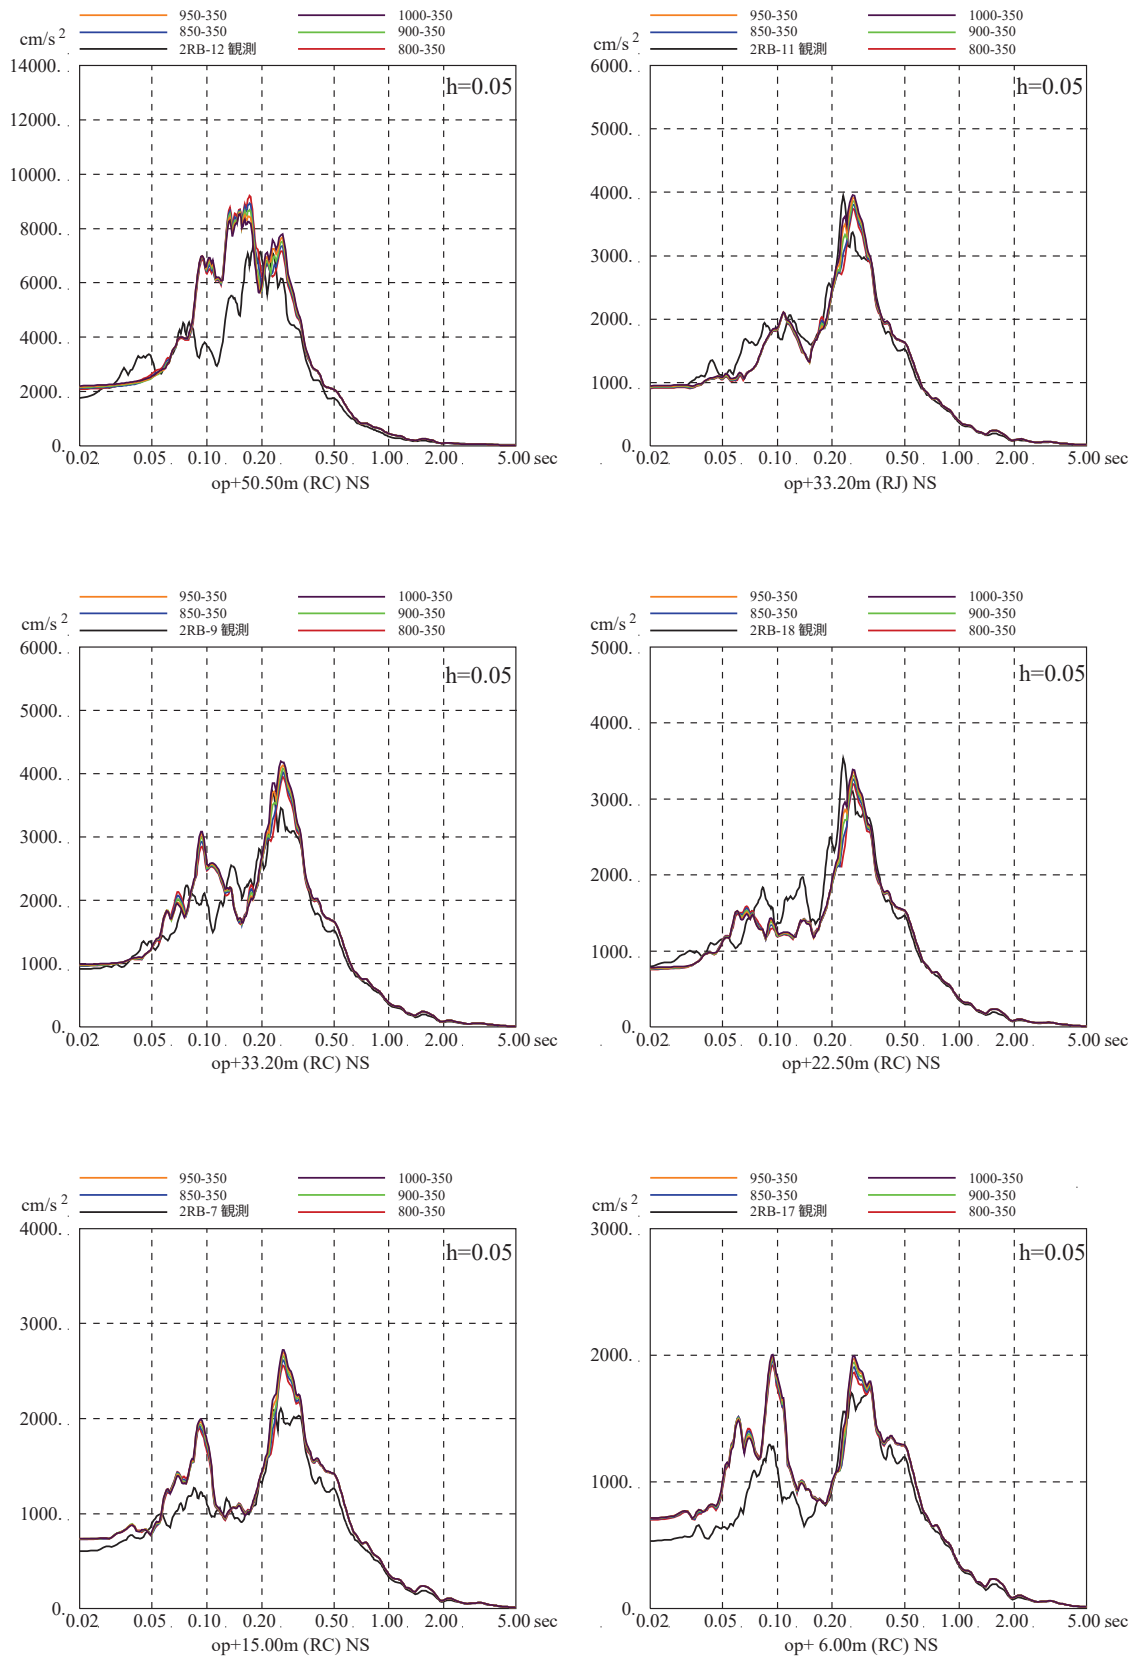 950-350 1000-350
850-350 900-350
2RB-12 観測 800-350
cm/s 2
14000.
12000.
10000.
8000.
6000.
4000.
2000.
0.
h=0.05
0.02 0.05 0.10 0.20 0.50 1.00 2.00 5.00 sec
op+50.50m (RC) NS
950-350 1000-350
850-350 900-350
2RB-11 観測 800-350
cm/s 2
6000.
5000.
4000.
3000.
2000.
1000.
0.
h=0.05
0.02 0.05 0.10 0.20 0.50 1.00 2.00 5.00 sec
op+33.20m (RJ) NS
950-350 1000-350
850-350 900-350
2RB-9 観測 800-350
cm/s 2
6000.
5000.
4000.
3000.
2000.
1000.
0.
h=0.05
0.02 0.05 0.10 0.20 0.50 1.00 2.00 5.00 sec
op+33.20m (RC) NS
950-350 1000-350
850-350 900-350
2RB-18 観測 800-350
cm/s 2
5000.
4000.
3000.
2000.
1000.
0.
h=0.05
0.02 0.05 0.10 0.20 0.50 1.00 2.00 5.00 sec
op+22.50m (RC) NS
950-350 1000-350
850-350 900-350
2RB-7 観測 800-350
cm/s 2
4000.
3000.
2000.
1000.
0.
h=0.05
0.02 0.05 0.10 0.20 0.50 1.00 2.00 5.00 sec
op+15.00m (RC) NS
950-350 1000-350
850-350 900-350
2RB-17 観測 800-350
cm/s 2
3000.
2000.
1000.
0.
h=0.05
0.02 0.05 0.10 0.20 0.50 1.00 2.00 5.00 sec
op+ 6.00m (RC) NS